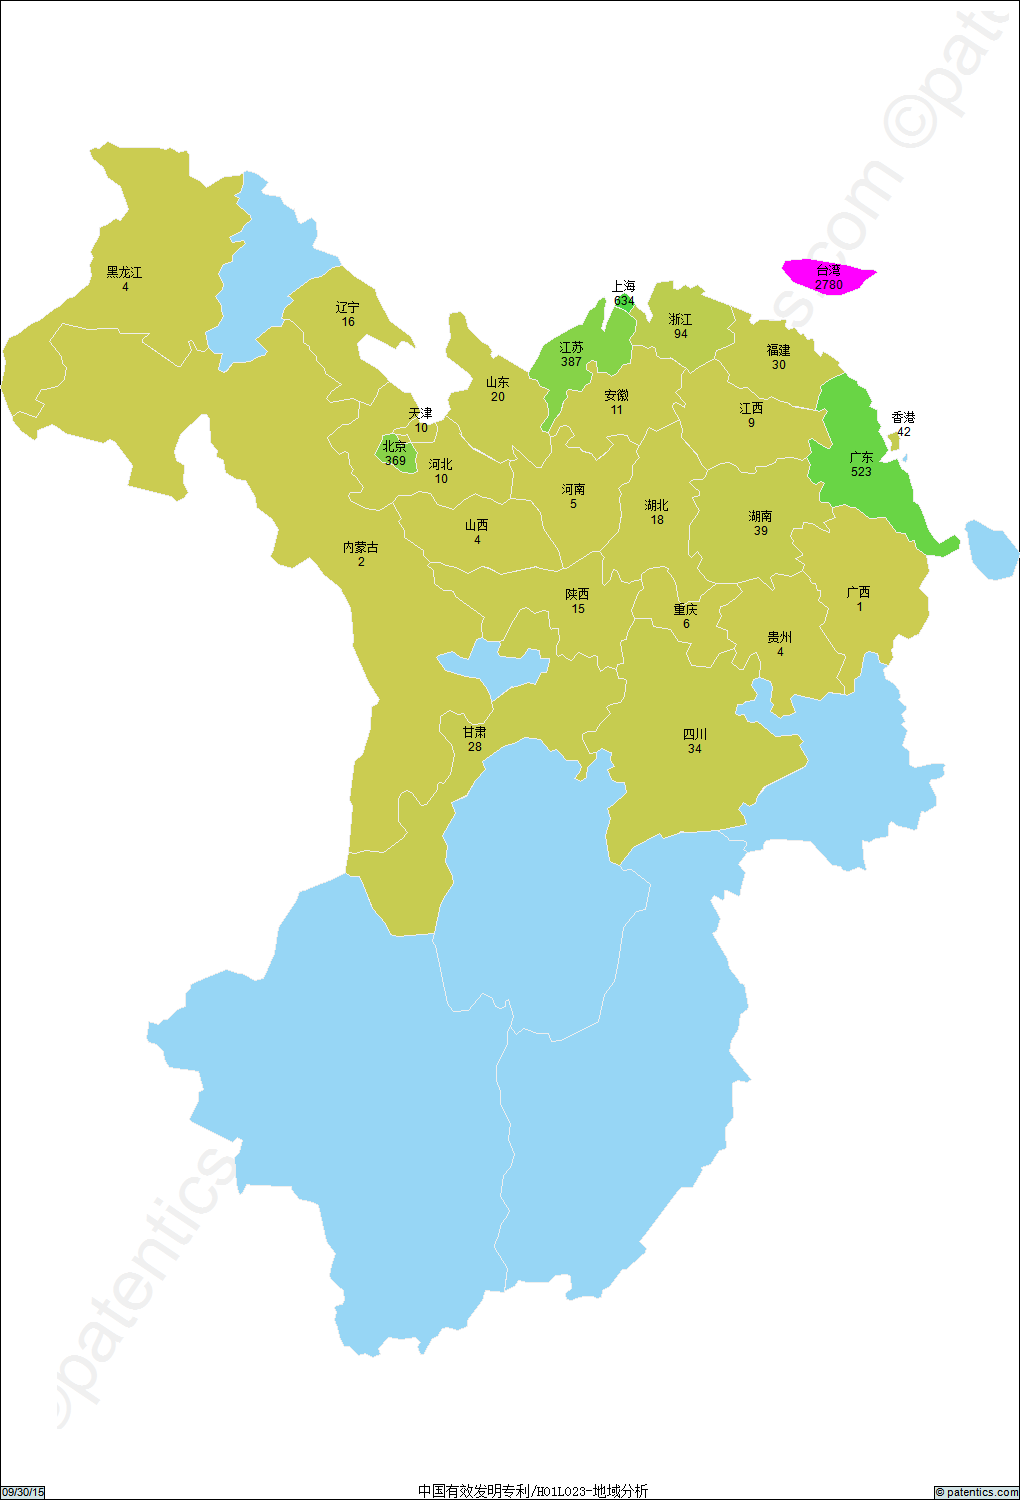 ©patentics.com
©patentics
黑龙江
4
辽宁
16
台湾
2780
上海
634
浙江
94
江苏
387
福建
30
山东
20
安徽
11
江西
9
天津
10
香港
42
北京
369
河北
10
广东
523
河南
5
湖北
18
湖南
39
山西
4
内蒙古
2
陕西
15
重庆
6
广西
1
贵州
4
甘肃
28
四川
34
09/30/15
中国有效发明专利/H01L023-地域分析
© patentics.com